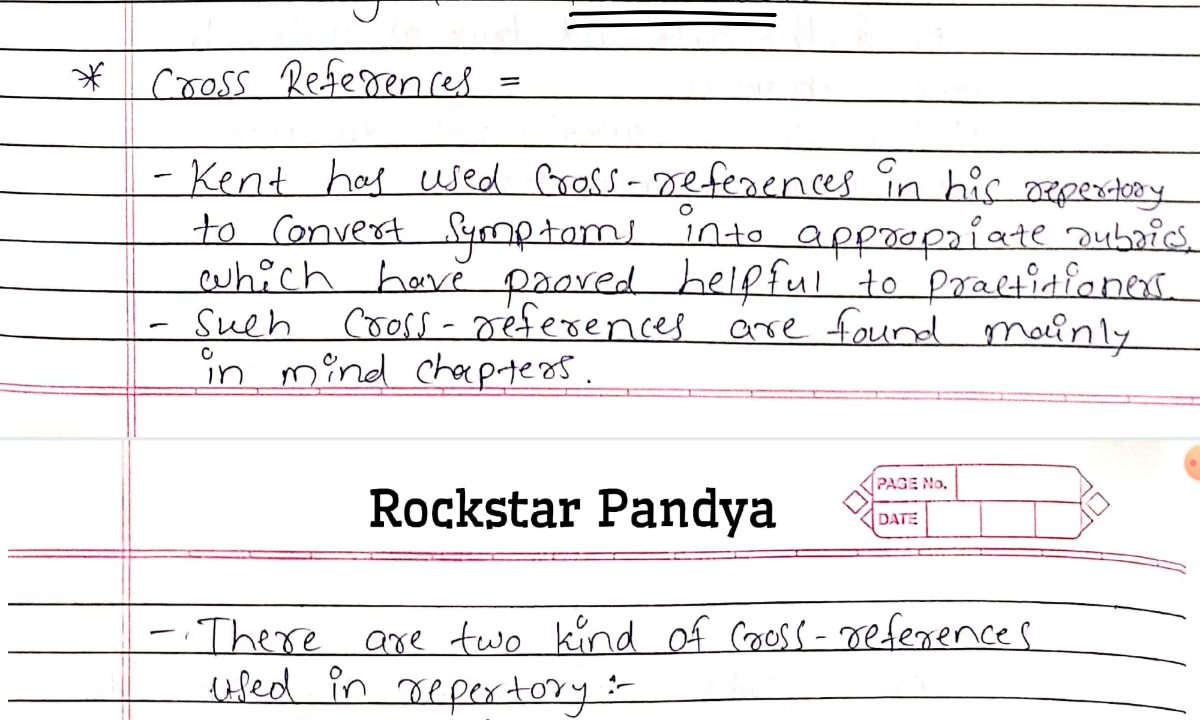 * Cross References =
- Kent has used cross-references in his repertory
to convert symptoms into appropriate rubrics,
which have proved helpful to practitioners.
- Such cross-references are found mainly
in mind chapters.
Rockstar Pandya
PAGE No.
DATE
- There are two kind of cross-references
used in repertory :-